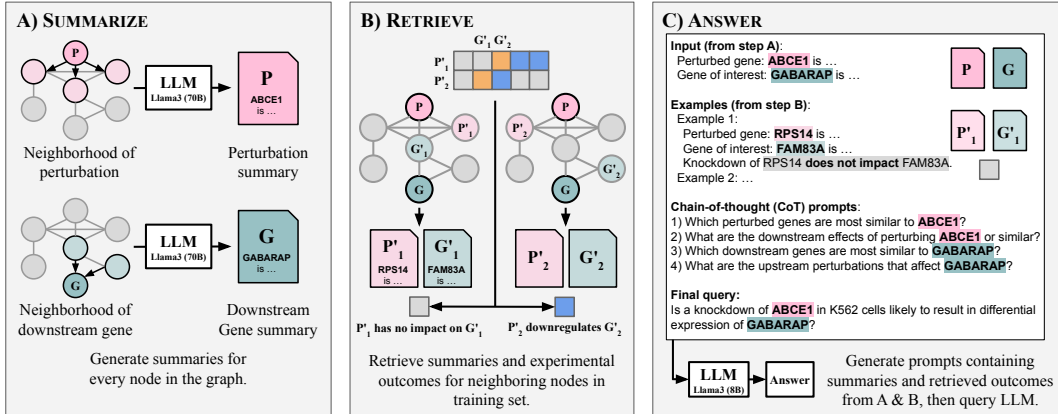 A) SUMMARIZE
P
LLM
Llama3 (70B)
P
ABCE1
is ...
Neighborhood of
perturbation
Perturbation
summary
G
LLM
Llama3 (70B)
G
GABARAP
is ...
Neighborhood of
downstream gene
Downstream
Gene summary
Generate summaries for
every node in the graph.
B) RETRIEVE
G'1 G'2
P'1
P'2
P
P'1
G'1
G
P
P'2
G'2
G
P'1
RPS14
is ...
G'1
FAM83A
is ...
P'2
G'2
P'1 has no impact on G'1
P'2 downregulates G'2
Retrieve summaries and experimental
outcomes for neighboring nodes in
training set.
C) ANSWER
Input (from step A):
Perturbed gene: ABCE1 is ...
Gene of interest: GABARAP is ...
P
G
Examples (from step B):
Example 1:
Perturbed gene: RPS14 is ...
Gene of interest: FAM83A is ...
Knockdown of RPS14 does not impact FAM83A.
Example 2: ...
P'1
G'1
Chain-of-thought (CoT) prompts:
1) Which perturbed genes are most similar to ABCE1?
2) What are the downstream effects of perturbing ABCE1 or similar?
3) Which downstream genes are most similar to GABARAP?
4) What are the upstream perturbations that affect GABARAP?
Final query:
Is a knockdown of ABCE1 in K562 cells likely to result in differential
expression of GABARAP?
LLM
Llama3 (8B)
Answer
Generate prompts containing
summaries and retrieved outcomes
from A & B, then query LLM.